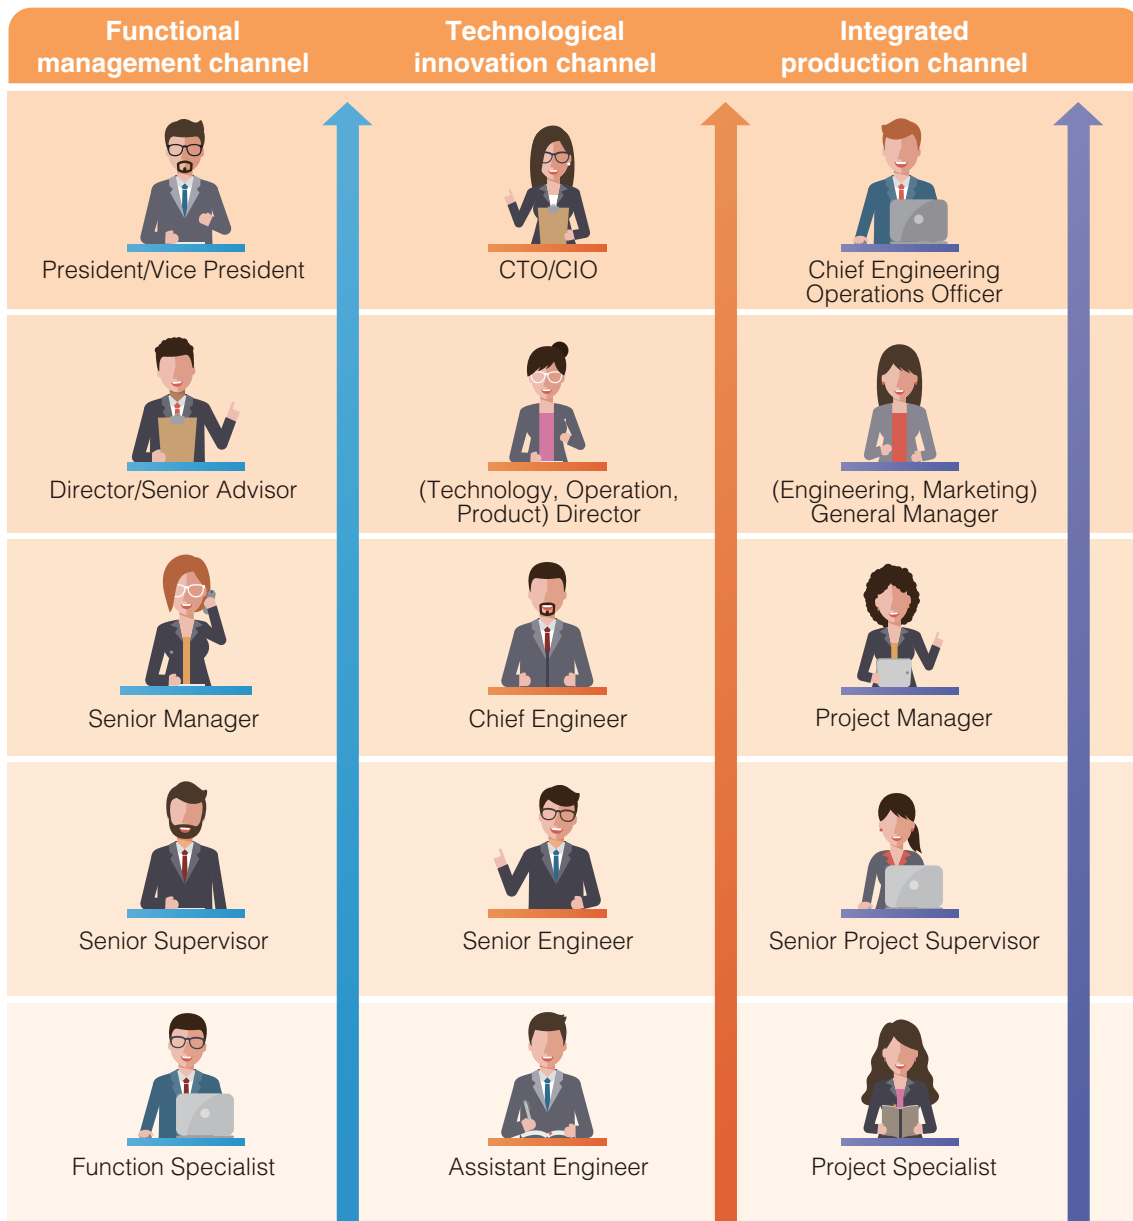 Functional
management channel
Technological
innovation channel
Integrated
production channel
President/Vice President
CTO/CIO
Chief Engineering
Operations Officer
Director/Senior Advisor
(Technology, Operation,
Product) Director
(Engineering, Marketing)
General Manager
Senior Manager
Chief Engineer
Project Manager
Senior Supervisor
Senior Engineer
Senior Project Supervisor
Function Specialist
Assistant Engineer
Project Specialist